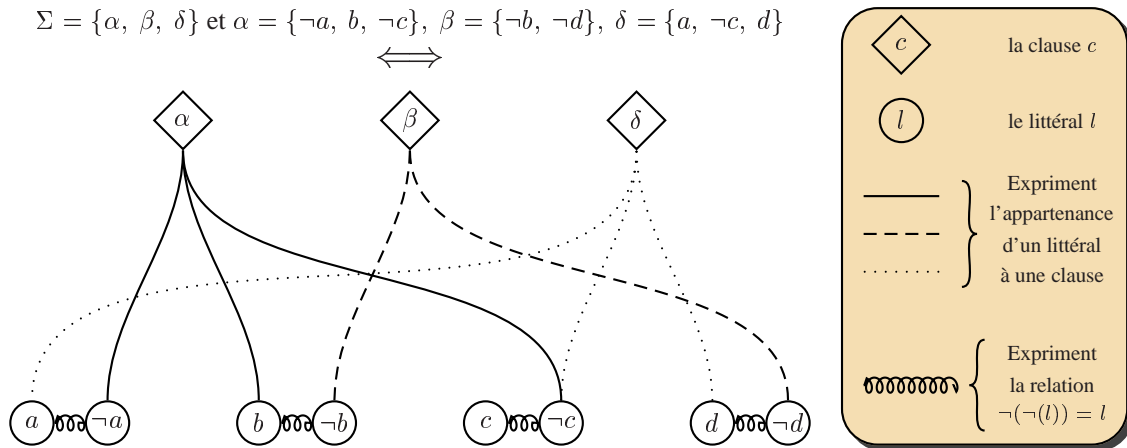 Σ = {α, β, δ} et α = {¬a, b, ¬c}, β = {¬b, ¬d}, δ = {a, ¬c, d}
⟺
α β δ
a ¬a b ¬b c ¬c d ¬d
c la clause c
l le littéral l
Expriment
l'appartenance
d'un littéral
à une clause
Expriment
la relation
¬(¬(l)) = l